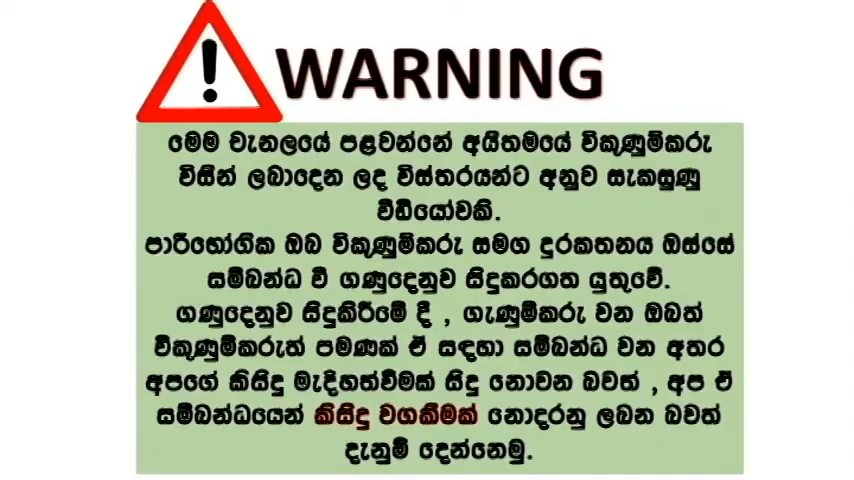 WARNING
මෙම චැනලයේ පළවන්නේ අයිතමයේ විකුණුම්කරු
විසින් ලබාදෙන ලද විස්තරයන්ට අනුව සැකසුණු
වීඩියෝවකි.
පාරිභෝගික ඔබ විකුණුම්කරු සමග දුරකතනය ඔස්සේ
සම්බන්ධ වී ගණුදෙනුව සිදුකරගත යුතුවේ.
ගණුදෙනුව සිදුකිරීමේ දී , ගැණුම්කරු වන ඔබත්
විකුණුම්කරුත් පමණක් ඒ සඳහා සම්බන්ධ වන අතර
අපගේ කිසිදු මැදිහත්වීමක් සිදු නොවන බවත් , අප ඒ
සම්බන්ධයෙන් කිසිදු වගකීමක් නොදරනු ලබන බවත්
දැනුම් දෙන්නෙමු.